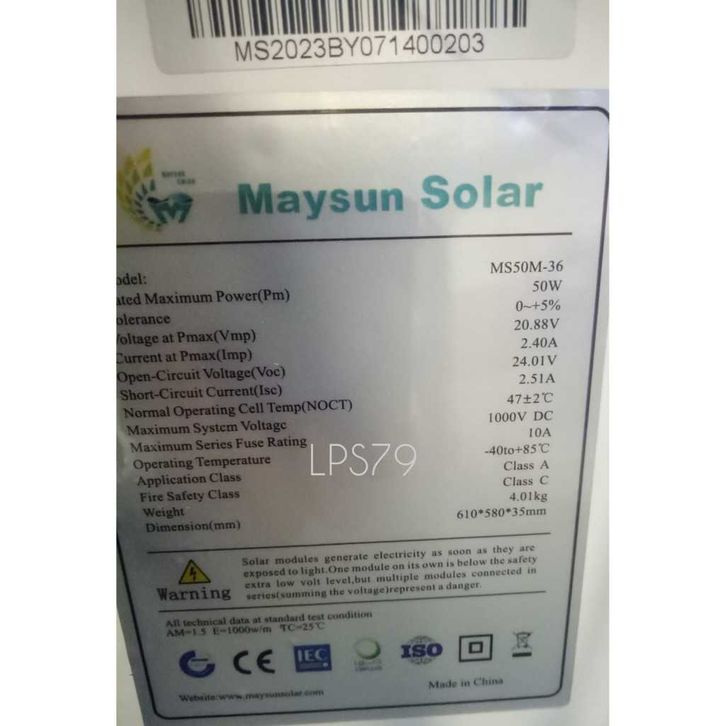 MS2023BY071400203
Maysun Solar
odel: MS50M-36
ated Maximum Power(Pm) 50W
olerance 0~+5%
Voltage at Pmax(Vmp) 20.88V
Current at Pmax(Imp) 2.40A
Open-Circuit Voltage(Voc) 24.01V
Short-Circuit Current(Isc) 2.51A
Normal Operating Cell Temp(NOCT) 47±2℃
Maximum System Voltage 1000V DC
Maximum Series Fuse Rating 10A
Operating Temperature -40to+85℃
Application Class Class A
Fire Safety Class Class C
Weight 4.01kg
Dimension(mm) 610*580*35mm
LPS79
Solar modules generate electricity as soon as they are
exposed to light.One module on its own is below the safety
extra low volt level,but multiple modules connected in
series(summing the voltage)represent a danger.
Warning
All technical data at standard test condition
AM=1.5 E=1000w/m TC=25℃
CE IEC ISO
Website:www.maysunsolar.com
Made in China